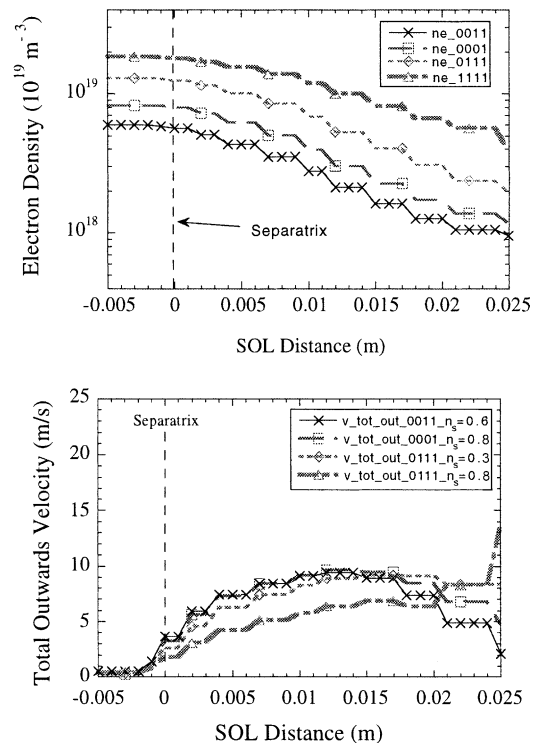 ne_0011
ne_0001
ne_0111
ne_1111
Electron Density (10^19 m^-3)
10^19
10^18
Separatrix
-0.005 0 0.005 0.01 0.015 0.02 0.025
SOL Distance (m)
Total Outwards Velocity (m/s)
25
20
15
10
5
0
Separatrix
v_tot_out_0011_n_s=0.6
v_tot_out_0001_n_s=0.8
v_tot_out_0111_n_s=0.3
v_tot_out_0111_n_s=0.8
-0.005 0 0.005 0.010 0.015 0.020 0.025
SOL Distance (m)